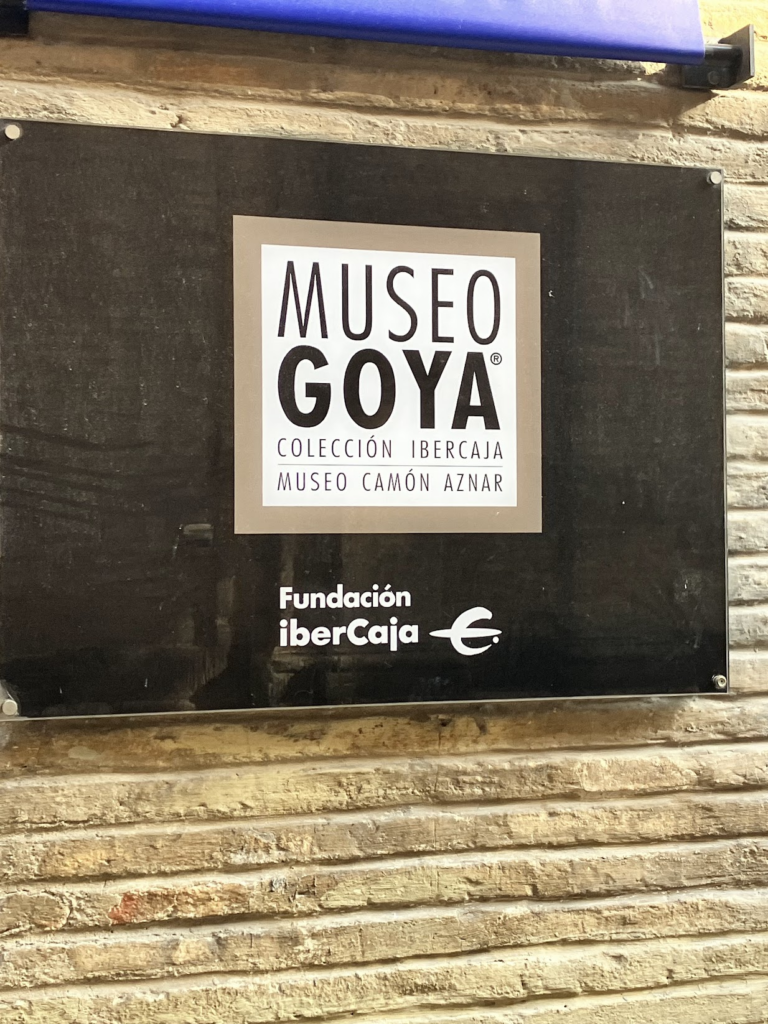 MUSEO
GOYA®
COLECCIÓN IBERCAJA
MUSEO CAMÓN AZNAR
Fundación
iberCaja